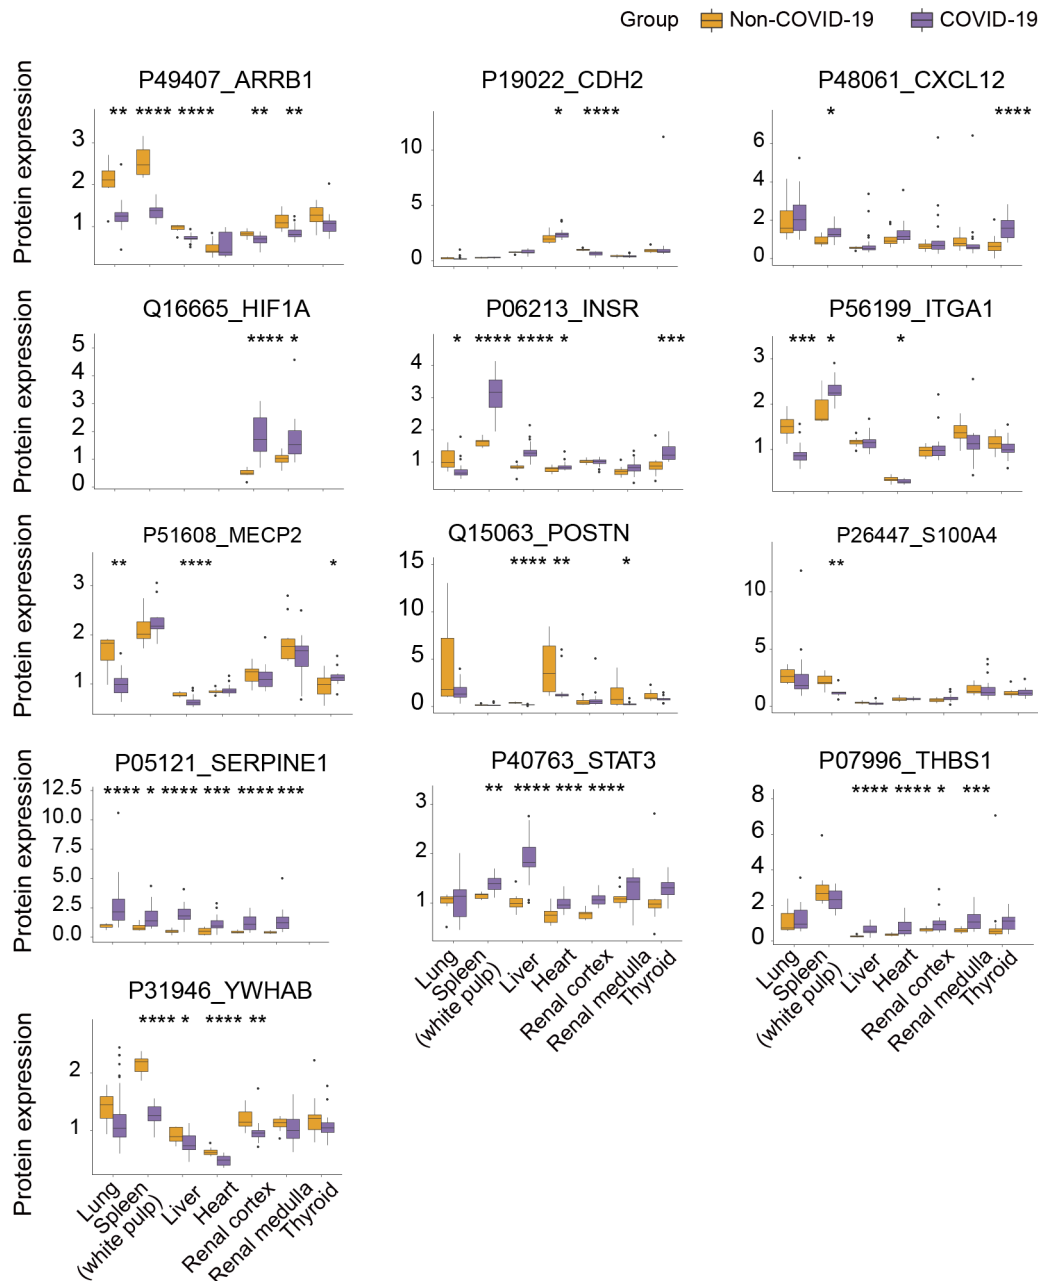 Group Non-COVID-19 COVID-19
P49407_ARRB1 P19022_CDH2 P48061_CXCL12
** **** **** ** ** * **** * ****
Protein expression
3
2
1
10
5
0
6
4
2
0
Q16665_HIF1A P06213_INSR P56199_ITGA1
**** * * **** **** * *** *** * *
Protein expression
5
4
3
2
1
0
4
3
2
1
3
2
1
P51608_MECP2 Q15063_POSTN P26447_S100A4
** **** * **** ** * **
Protein expression
3
2
1
15
10
5
0
10
5
0
P05121_SERPINE1 P40763_STAT3 P07996_THBS1
**** * **** *** **** *** ** **** *** **** **** **** * ***
Protein expression
12.5
10.0
7.5
5.0
2.5
0.0
3
2
1
8
6
4
2
0
Lung
Spleen
(white pulp)
Liver
Heart
Renal cortex
Renal medulla
Thyroid
Lung
Spleen
(white pulp)
Liver
Heart
Renal cortex
Renal medulla
Thyroid
P31946_YWHAB
**** * **** **
Protein expression
2
1
Lung
Spleen
(white pulp)
Liver
Heart
Renal cortex
Renal medulla
Thyroid